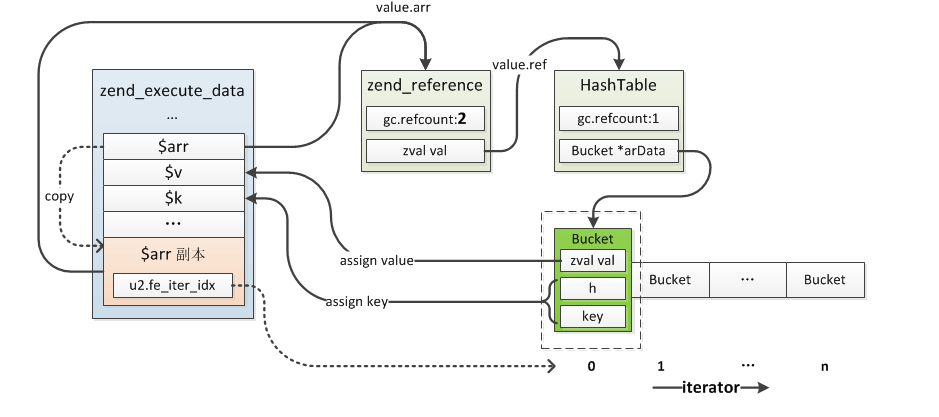 value.arr
zend_execute_data
...
$arr
$v
$k
...
$arr 副本
u2.fe_iter_idx
copy
zend_reference
gc.refcount:2
zval val
value.ref
HashTable
gc.refcount:1
Bucket *arData
Bucket
zval val
h
key
assign value
assign key
Bucket
...
Bucket
0
1
...
n
iterator